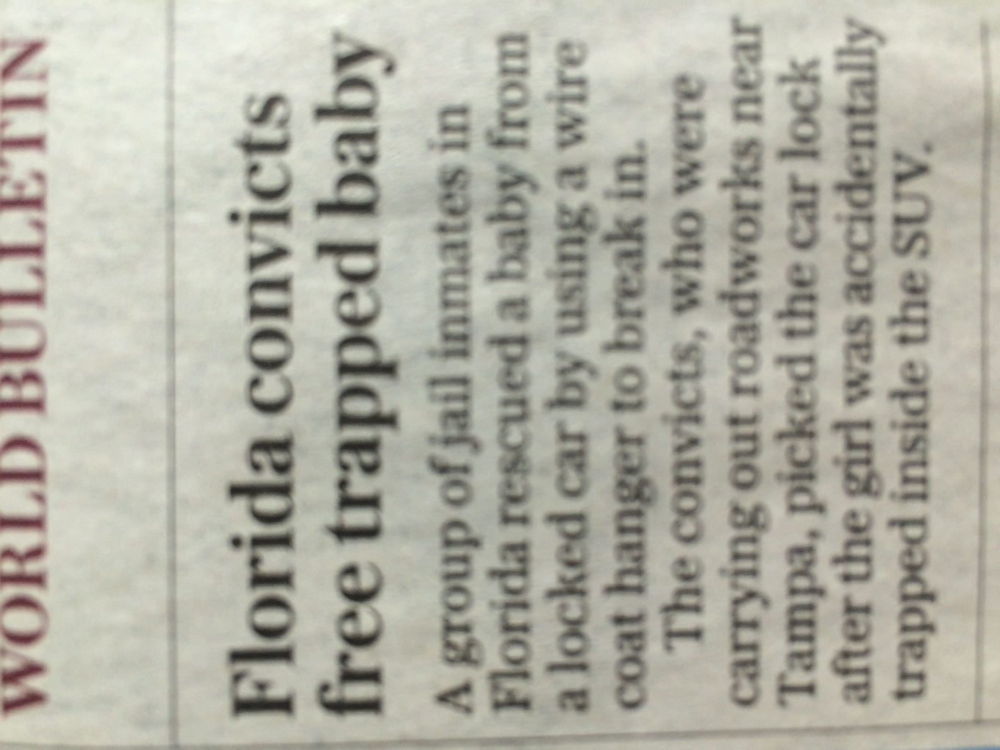 WORLD BULLETIN
Florida convicts
free trapped baby
A group of jail inmates in
Florida rescued a baby from
a locked car by using a wire
coat hanger to break in.
The convicts, who were
carrying out roadworks near
Tampa, picked the car lock
after the girl was accidentally
trapped inside the SUV.